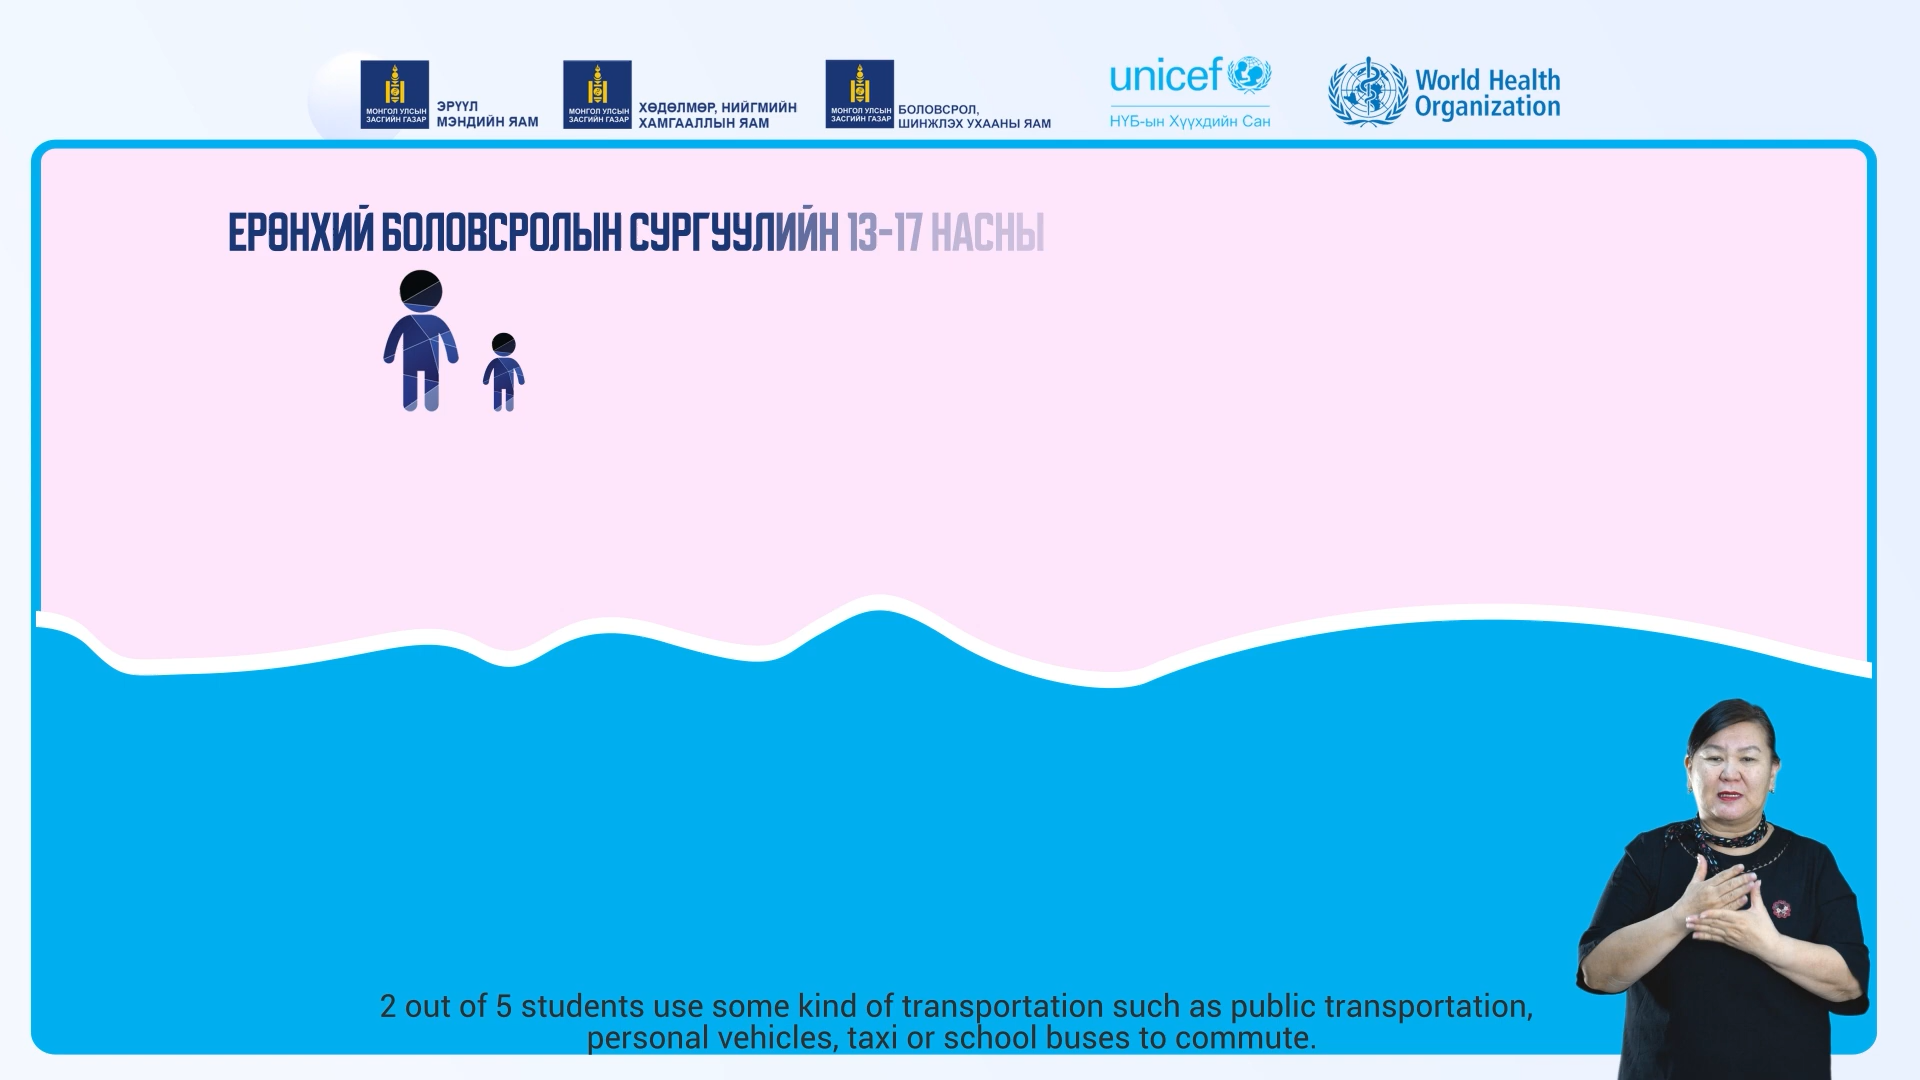 МОНГОЛ УЛСЫН
ЗАСГИЙН ГАЗАР
ЭРҮҮЛ
МЭНДИЙН ЯАМ
МОНГОЛ УЛСЫН
ЗАСГИЙН ГАЗАР
ХӨДӨЛМӨР, НИЙГМИЙН
ХАМГААЛЛЫН ЯАМ
МОНГОЛ УЛСЫН
ЗАСГИЙН ГАЗАР
БОЛОВСРОЛ,
ШИНЖЛЭХ УХААНЫ ЯАМ
unicef
НҮБ-ын Хүүхдийн Сан
World Health
Organization
ЕРӨНХИЙ БОЛОВСРОЛЫН СУРГУУЛИЙН 13-17 НАСНЫ
2 out of 5 students use some kind of transportation such as public transportation,
personal vehicles, taxi or school buses to commute.